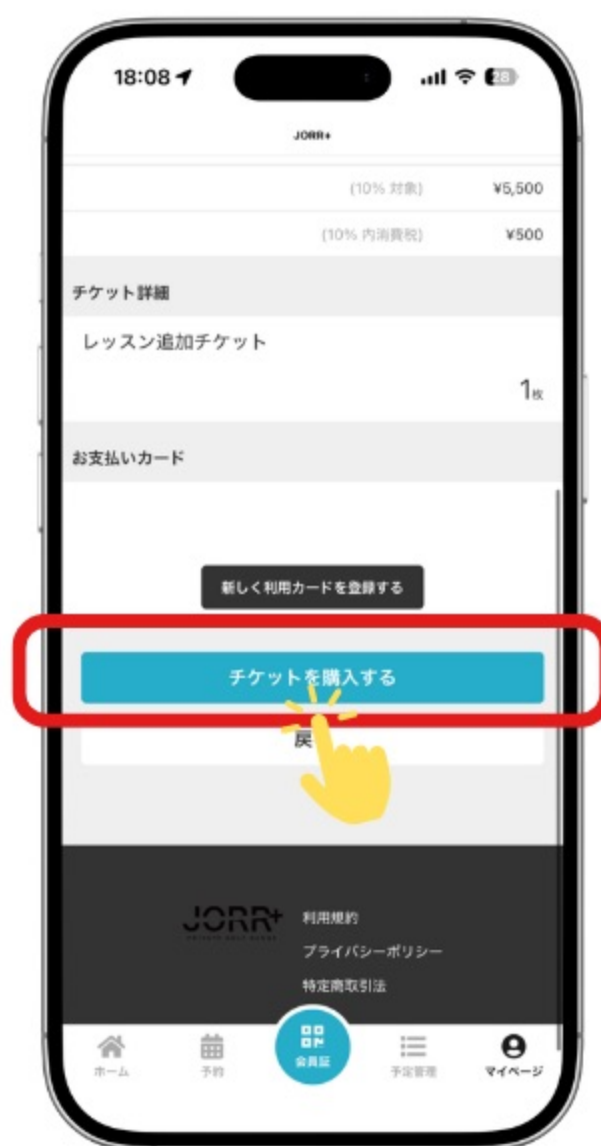 18:08
28
JORR+
(10% 対象) ¥5,500
(10% 内消費税) ¥500
チケット詳細
レッスン追加チケット
1枚
お支払いカード
新しく利用カードを登録する
チケットを購入する
戻
JORR+
利用規約
プライバシーポリシー
特定商取引法
ホーム
予約
会員証
予定管理
マイページ